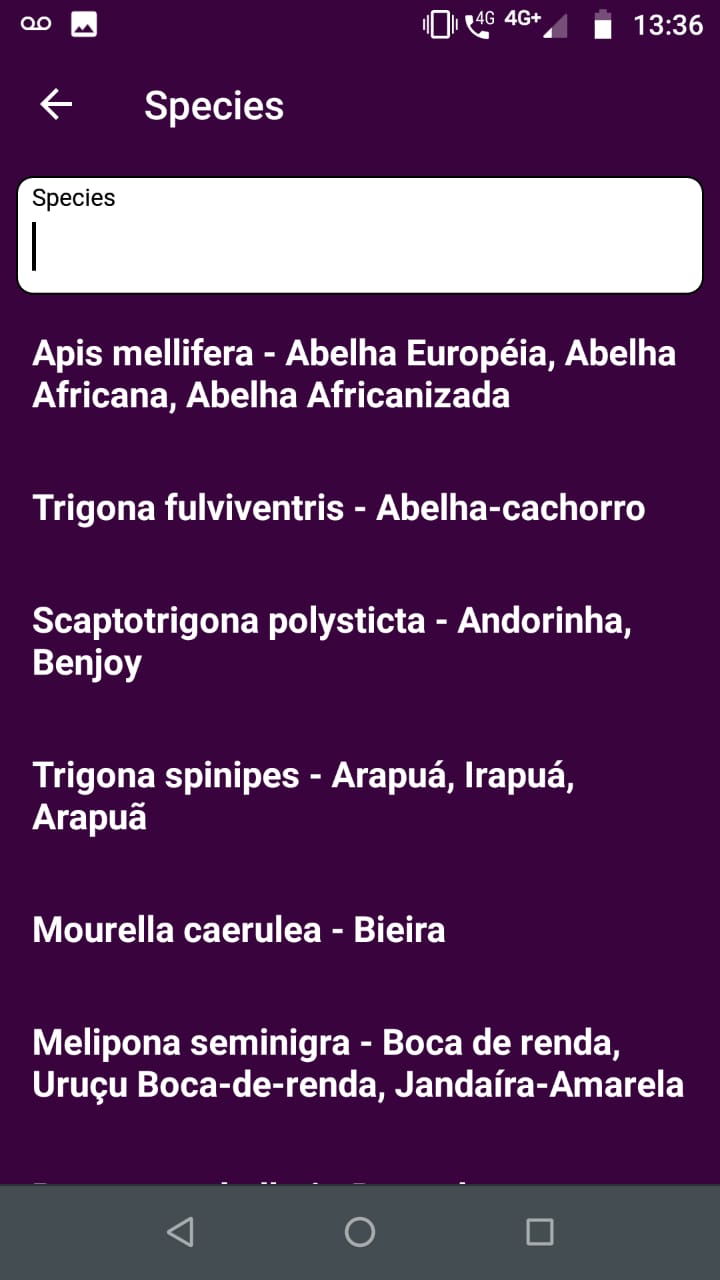 4G 4G+ 13:36
Species
Species
Apis mellifera - Abelha Européia, Abelha
Africana, Abelha Africanizada
Trigona fulviventris - Abelha-cachorro
Scaptotrigona polysticta - Andorinha,
Benjoy
Trigona spinipes - Arapuá, Irapuá,
Arapuã
Mourella caerulea - Bieira
Melipona seminigra - Boca de renda,
Uruçu Boca-de-renda, Jandaíra-Amarela